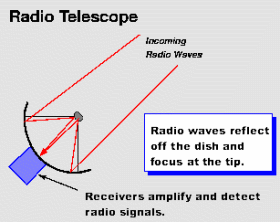 Radio Telescope
Incoming
Radio Waves
Radio waves reflect
off the dish and
focus at the tip.
Receivers amplify and detect
radio signals.